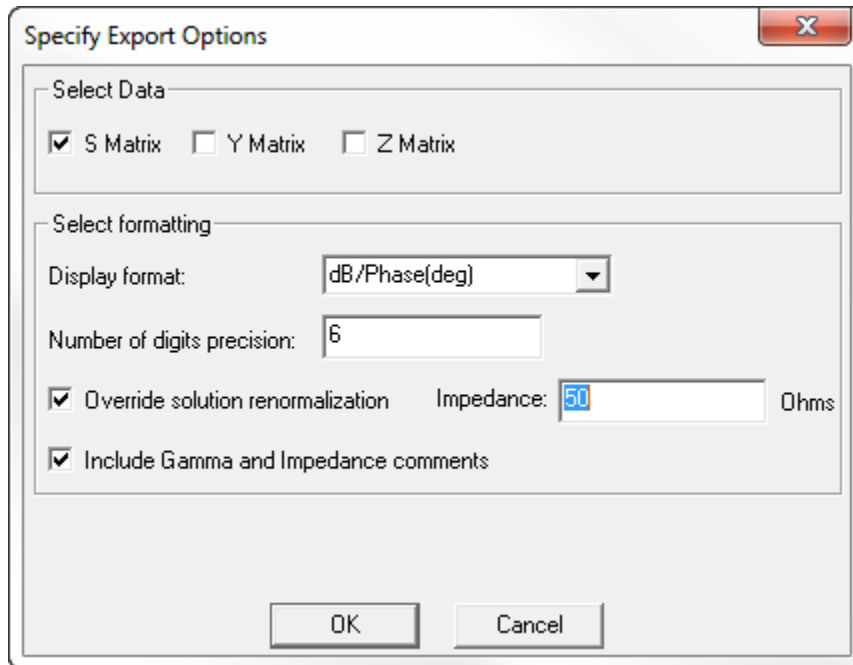 Specify Export Options
Select Data
S Matrix Y Matrix Z Matrix
Select formatting
Display format: dB/Phase(deg)
Number of digits precision: 6
Override solution renormalization Impedance: 50 Ohms
Include Gamma and Impedance comments
OK Cancel